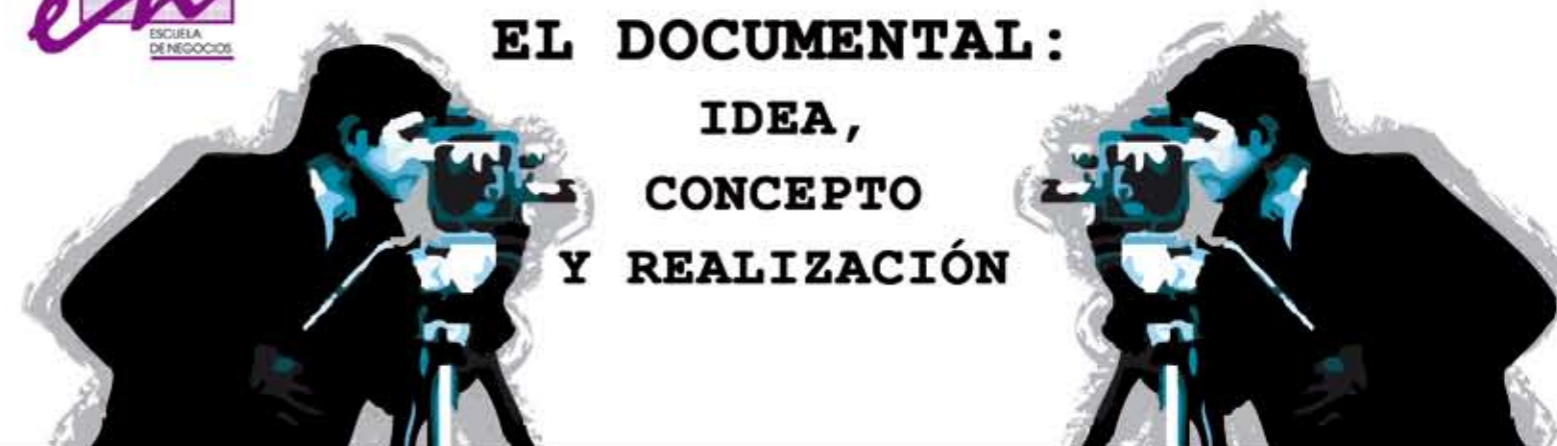 ESCUELA
DE NEGOCIOS
EL DOCUMENTAL:
IDEA,
CONCEPTO
Y REALIZACIÓN